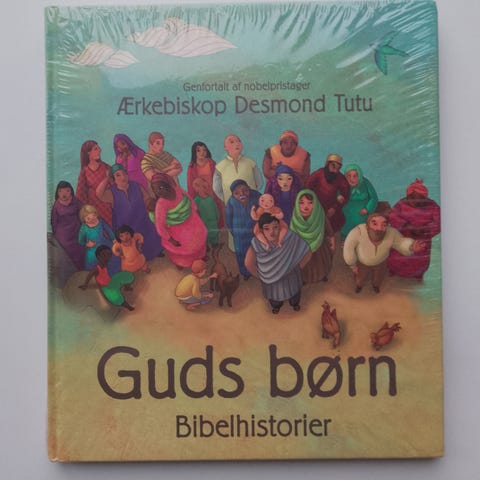 Genfortalt af nobelpristager
Ærkebiskop Desmond Tutu
Guds børn
Bibelhistorier